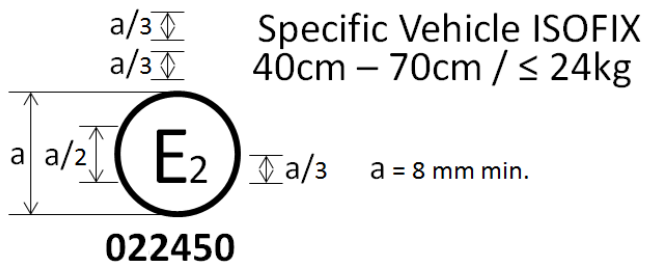 a/3 Specific Vehicle ISOFIX
a/3 40cm – 70cm / ≤ 24kg
a a/2 E2 a/3 a = 8 mm min.
022450